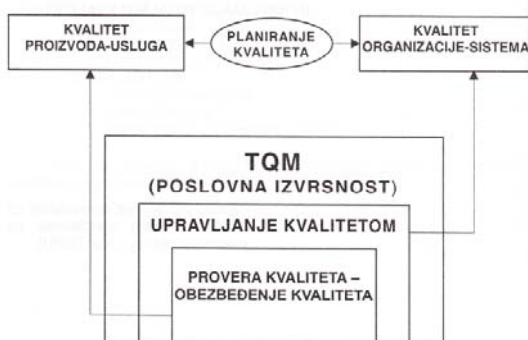 KVALITET
PROIZVODA-USLUGA
PLANIRANJE
KVALITETA
KVALITET
ORGANIZACIJE-SISTEMA
TQM
(POSLOVNA IZVRSNOST)
UPRAVLJANJE KVALITETOM
PROVERA KVALITETA –
OBEZBEĐENJE KVALITETA